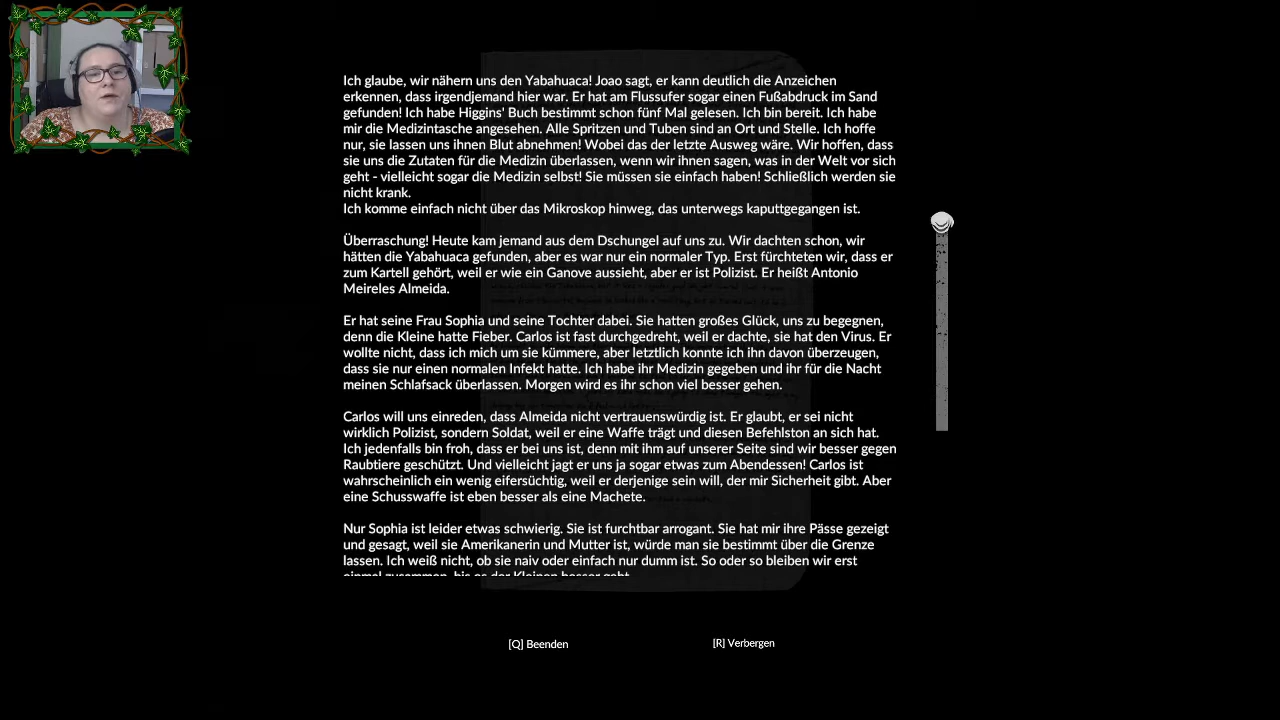 Ich glaube, wir nähern uns den Yabahuaca! Joao sagt, er kann deutlich die Anzeichen
erkennen, dass irgendjemand hier war. Er hat am Flussufer sogar einen Fußabdruck im Sand
gefunden! Ich habe Higgins' Buch bestimmt schon fünf Mal gelesen. Ich bin bereit. Ich habe
mir die Medizintasche angesehen. Alle Spritzen und Tuben sind an Ort und Stelle. Ich hoffe
nur, sie lassen uns ihnen Blut abnehmen! Wobei das der letzte Ausweg wäre. Wir hoffen, dass
sie uns die Zutaten für die Medizin überlassen, wenn wir ihnen sagen, was in der Welt vor sich
geht - vielleicht sogar die Medizin selbst! Sie müssen sie einfach haben! Schließlich werden sie
nicht krank.
Ich komme einfach nicht über das Mikroskop hinweg, das unterwegs kaputtgegangen ist.
Überraschung! Heute kam jemand aus dem Dschungel auf uns zu. Wir dachten schon, wir
hätten die Yabahuaca gefunden, aber es war nur ein normaler Typ. Erst fürchteten wir, dass er
zum Kartell gehört, weil er wie ein Ganove aussieht, aber er ist Polizist. Er heißt Antonio
Meireles Almeida.
Er hat seine Frau Sophia und seine Tochter dabei. Sie hatten großes Glück, uns zu begegnen,
denn die Kleine hatte Fieber. Carlos ist fast durchgedreht, weil er dachte, sie hat den Virus. Er
wollte nicht, dass ich mich um sie kümmere, aber letztlich konnte ich ihn davon überzeugen,
dass sie nur einen normalen Infekt hatte. Ich habe ihr Medizin gegeben und ihr für die Nacht
meinen Schlafsack überlassen. Morgen wird es ihr schon viel besser gehen.
Carlos will uns einreden, dass Almeida nicht vertrauenswürdig ist. Er glaubt, er sei nicht
wirklich Polizist, sondern Soldat, weil er eine Waffe trägt und diesen Befehlston an sich hat.
Ich jedenfalls bin froh, dass er bei uns ist, denn mit ihm auf unserer Seite sind wir besser gegen
Raubtiere geschützt. Und vielleicht jagt er uns ja sogar etwas zum Abendessen! Carlos ist
wahrscheinlich ein wenig eifersüchtig, weil er derjenige sein will, der mir Sicherheit gibt. Aber
eine Schusswaffe ist eben besser als eine Machete.
Nur Sophia ist leider etwas schwierig. Sie ist furchtbar arrogant. Sie hat mir ihre Pässe gezeigt
und gesagt, weil sie Amerikanerin und Mutter ist, würde man sie bestimmt über die Grenze
lassen. Ich weiß nicht, ob sie naiv oder einfach nur dumm ist. So oder so bleiben wir erst
einmal zusammen, bis es der Kleinen besser geht.
[Q] Beenden
[R] Verbergen